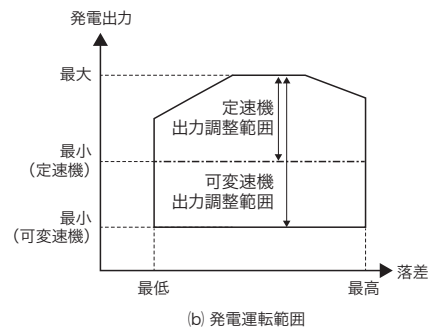 発電出力
最大
定速機
出力調整範囲
最小
（定速機）
可変速機
出力調整範囲
最小
（可変速機）
落差
最低
最高
(b) 発電運転範囲